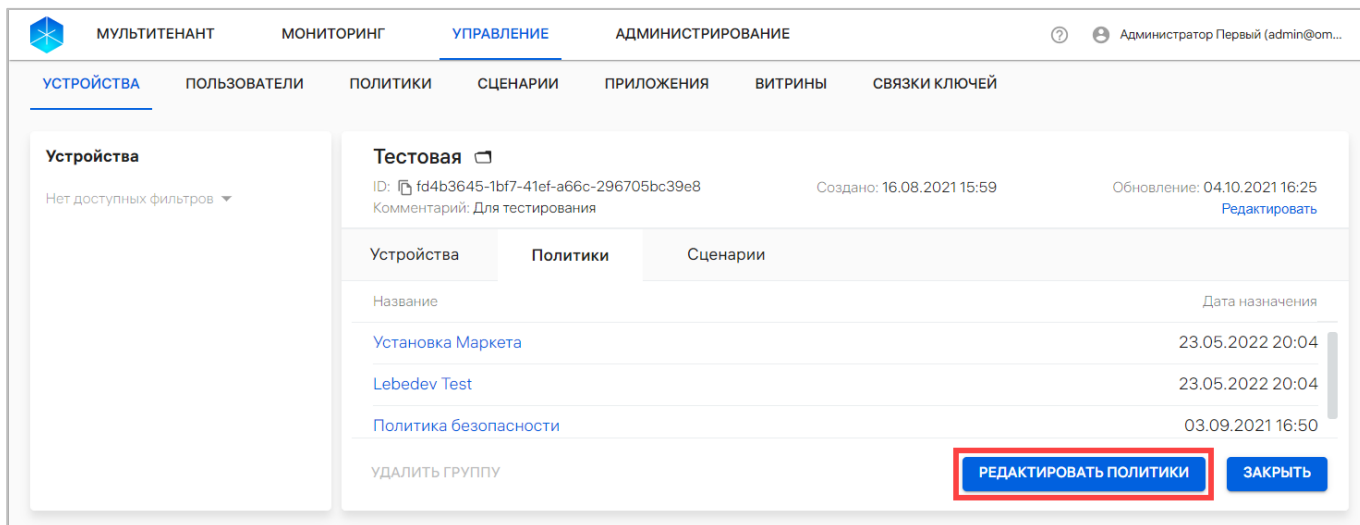 МУЛЬТИТЕНАНТ МОНИТОРИНГ УПРАВЛЕНИЕ АДМИНИСТРИРОВАНИЕ Администратор Первый (admin@om...
УСТРОЙСТВА ПОЛЬЗОВАТЕЛИ ПОЛИТИКИ СЦЕНАРИИ ПРИЛОЖЕНИЯ ВИТРИНЫ СВЯЗКИ КЛЮЧЕЙ
Устройства
Нет доступных фильтров
Тестовая
ID: fd4b3645-1bf7-41ef-a66c-296705bc39e8 Создано: 16.08.2021 15:59 Обновление: 04.10.2021 16:25
Комментарий: Для тестирования Редактировать
Устройства Политики Сценарии
Название Дата назначения
Установка Маркета 23.05.2022 20:04
Lebedev Test 23.05.2022 20:04
Политика безопасности 03.09.2021 16:50
УДАЛИТЬ ГРУППУ РЕДАКТИРОВАТЬ ПОЛИТИКИ ЗАКРЫТЬ